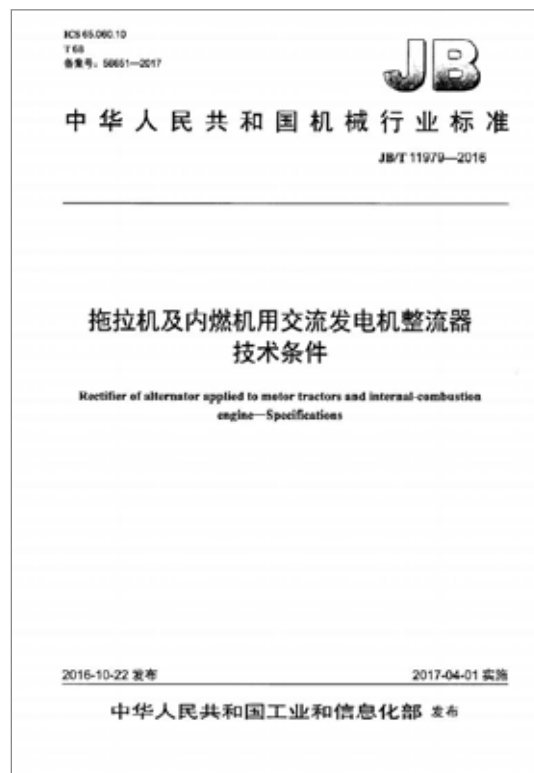 ICS 65.060.10
T 68
备案号：58651—2017
JB
中华人民共和国机械行业标准
JB/T 11979—2016
拖拉机及内燃机用交流发电机整流器
技术条件
Rectifier of alternator applied to motor tractors and internal-combustion
engine—Specifications
2016-10-22 发布
2017-04-01 实施
中华人民共和国工业和信息化部 发布